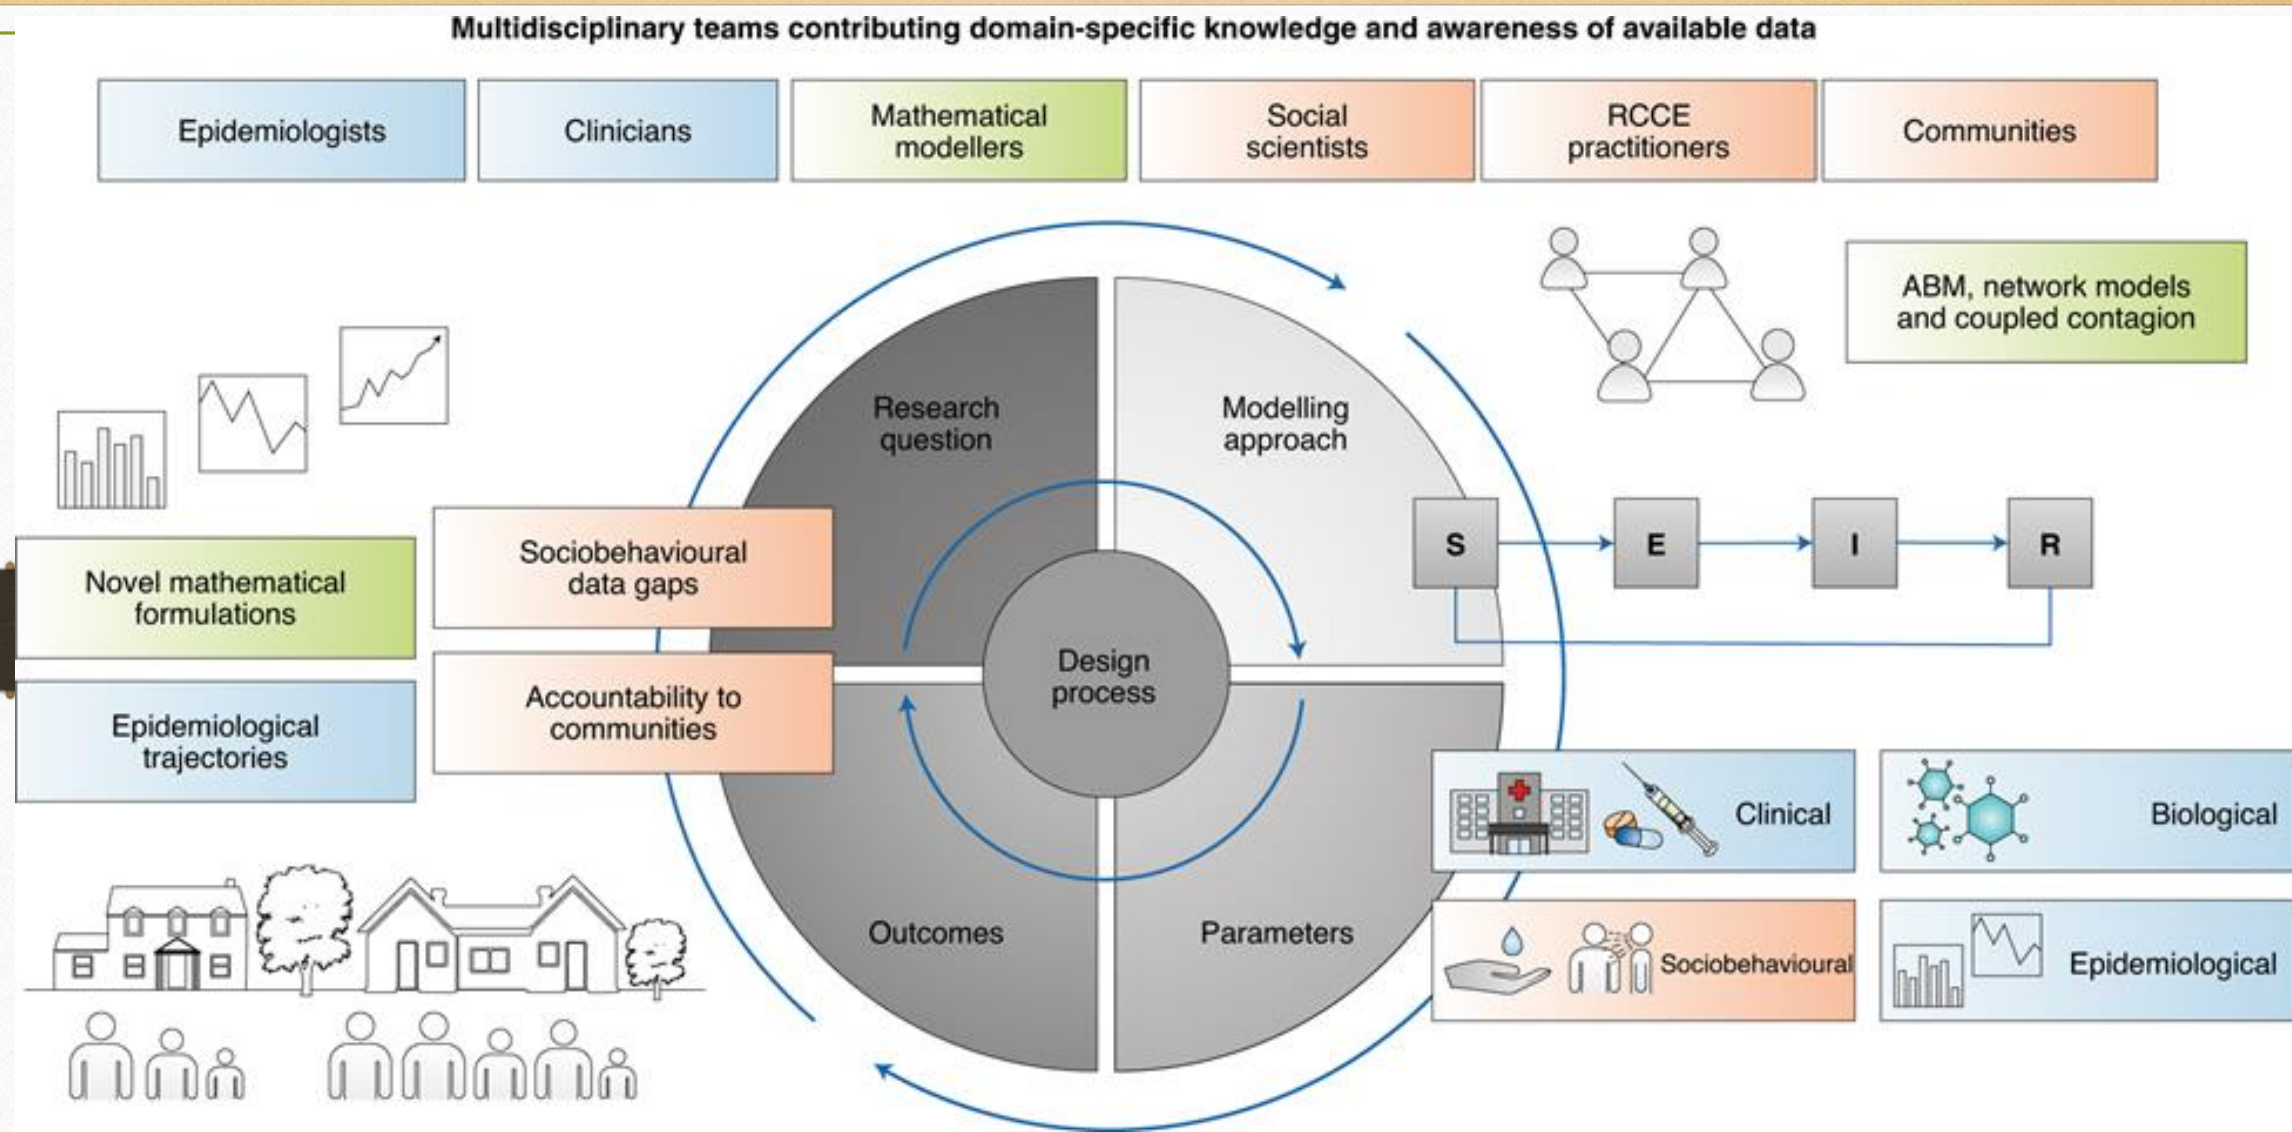 Multidisciplinary teams contributing domain-specific knowledge and awareness of available data
Epidemiologists
Clinicians
Mathematical
modellers
Social
scientists
RCCE
practitioners
Communities
ABM, network models
and coupled contagion
Research
question
Modelling
approach
S
E
I
R
Novel mathematical
formulations
Sociobehavioural
data gaps
Epidemiological
trajectories
Accountability to
communities
Design
process
Clinical
Biological
Outcomes
Parameters
Sociobehavioural
Epidemiological